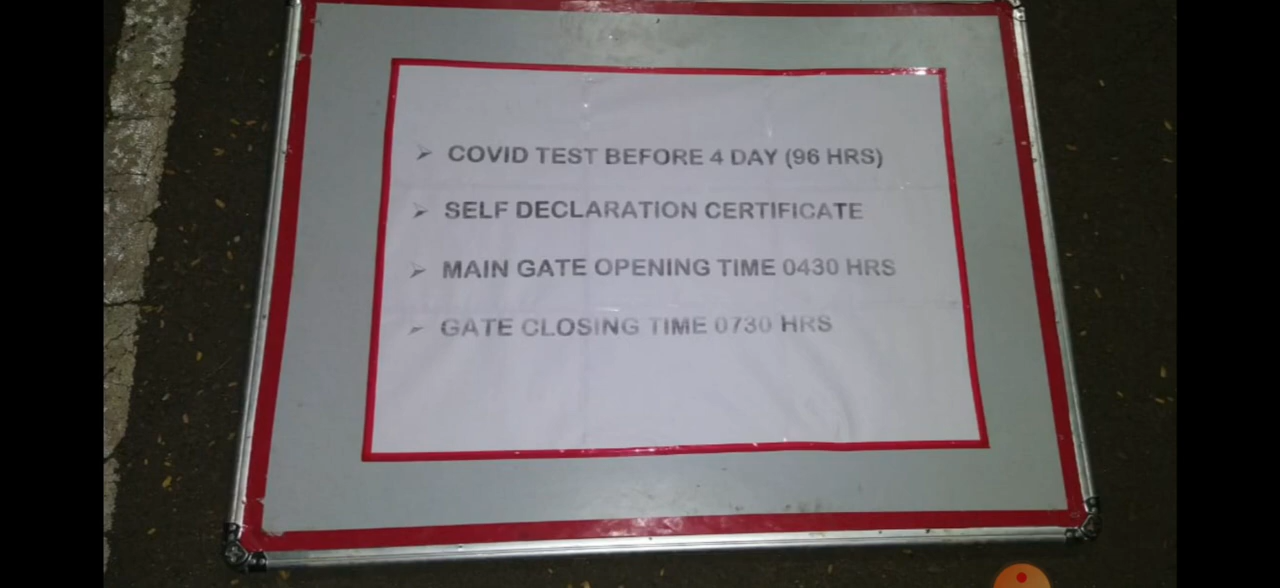 ➢ COVID TEST BEFORE 4 DAY (96 HRS)
➢ SELF DECLARATION CERTIFICATE
➢ MAIN GATE OPENING TIME 0430 HRS
➢ GATE CLOSING TIME 0730 HRS